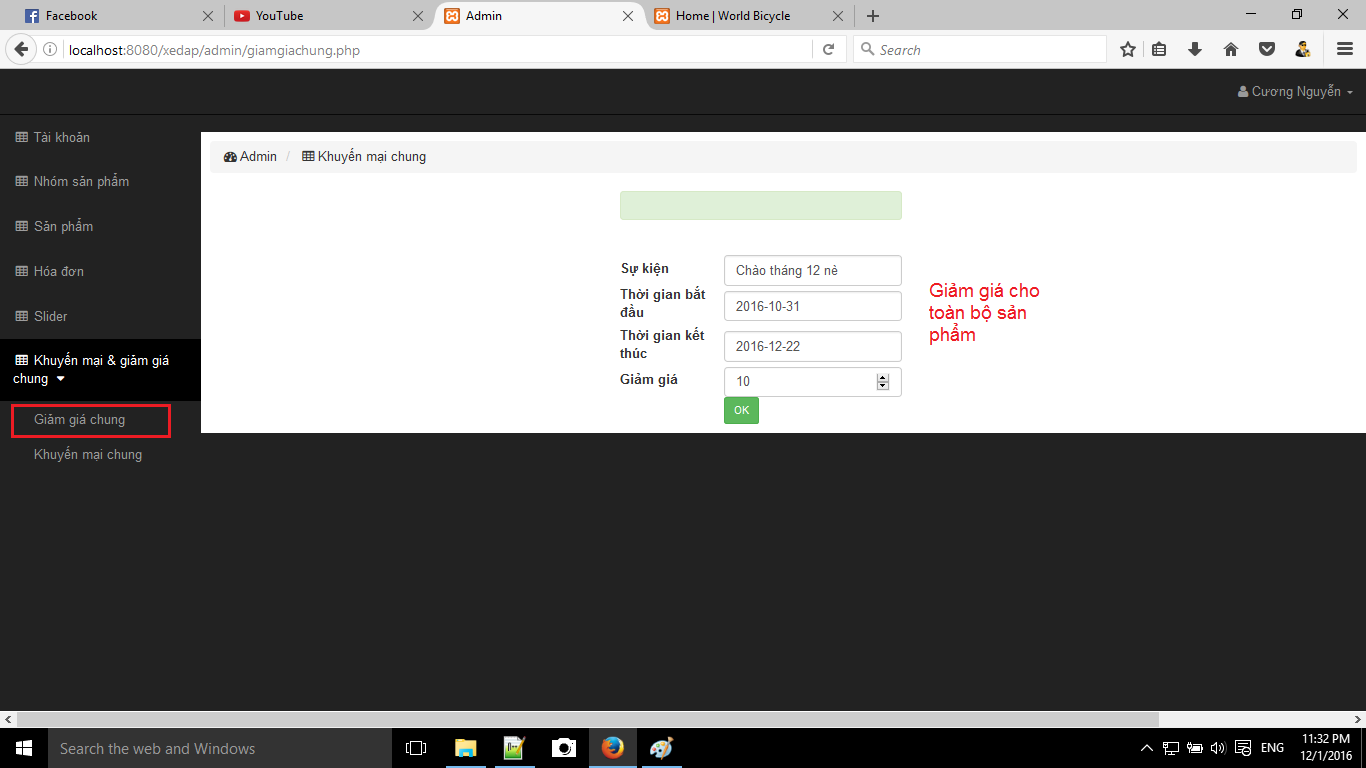 Facebook
YouTube
Admin
Home | World Bicycle
localhost:8080/xedap/admin/giamgiachung.php
Search
Cương Nguyễn
Tài khoản
Nhóm sản phẩm
Sản phẩm
Hóa đơn
Slider
Khuyến mại & giảm giá
chung
Giảm giá chung
Khuyến mại chung
Admin / Khuyến mại chung
Sự kiện
Chào tháng 12 nè
Thời gian bắt
đầu
2016-10-31
Thời gian kết
thúc
2016-12-22
Giảm giá
10
OK
Giảm giá cho
toàn bộ sản
phẩm
Search the web and Windows
ENG
11:32 PM
12/1/2016